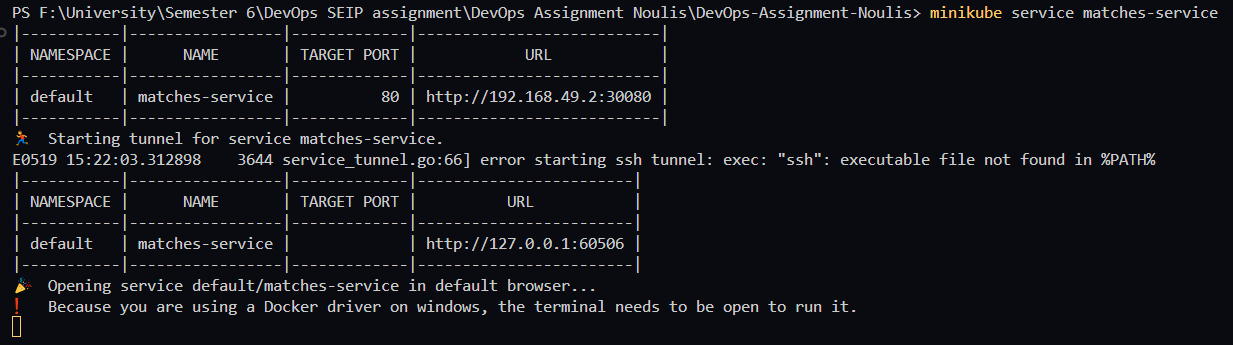 PS F:\University\Semester 6\DevOps SEIP assignment\DevOps Assignment Noulis\DevOps-Assignment-Noulis> minikube service matches-service
|-----------|-----------------|-------------|---------------------------|
| NAMESPACE |      NAME       | TARGET PORT |            URL            |
|-----------|-----------------|-------------|---------------------------|
| default   | matches-service |          80 | http://192.168.49.2:30080 |
|-----------|-----------------|-------------|---------------------------|
🏃  Starting tunnel for service matches-service.
E0519 15:22:03.312898    3644 service_tunnel.go:66] error starting ssh tunnel: exec: "ssh": executable file not found in %PATH%
|-----------|-----------------|-------------|------------------------|
| NAMESPACE |      NAME       | TARGET PORT |          URL           |
|-----------|-----------------|-------------|------------------------|
| default   | matches-service |             | http://127.0.0.1:60506 |
|-----------|-----------------|-------------|------------------------|
🎉  Opening service default/matches-service in default browser...
❗  Because you are using a Docker driver on windows, the terminal needs to be open to run it.